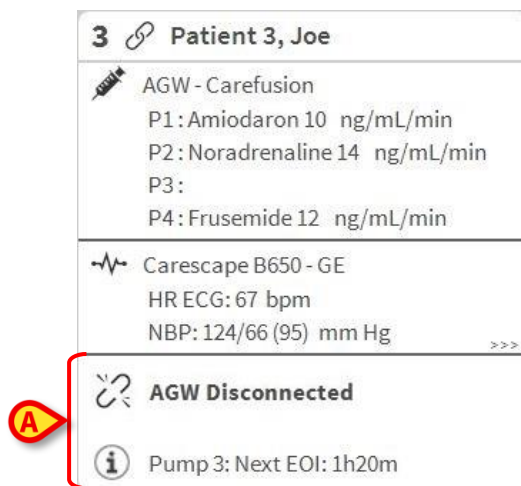 3 Patient 3, Joe
AGW - Carefusion
P1 : Amiodaron 10 ng/mL/min
P2 : Noradrenaline 14 ng/mL/min
P3 :
P4 : Frusemide 12 ng/mL/min
Carescape B650 - GE
HR ECG: 67 bpm
NBP: 124/66 (95) mm Hg >>>
A
AGW Disconnected
i Pump 3: Next EOI: 1h20m